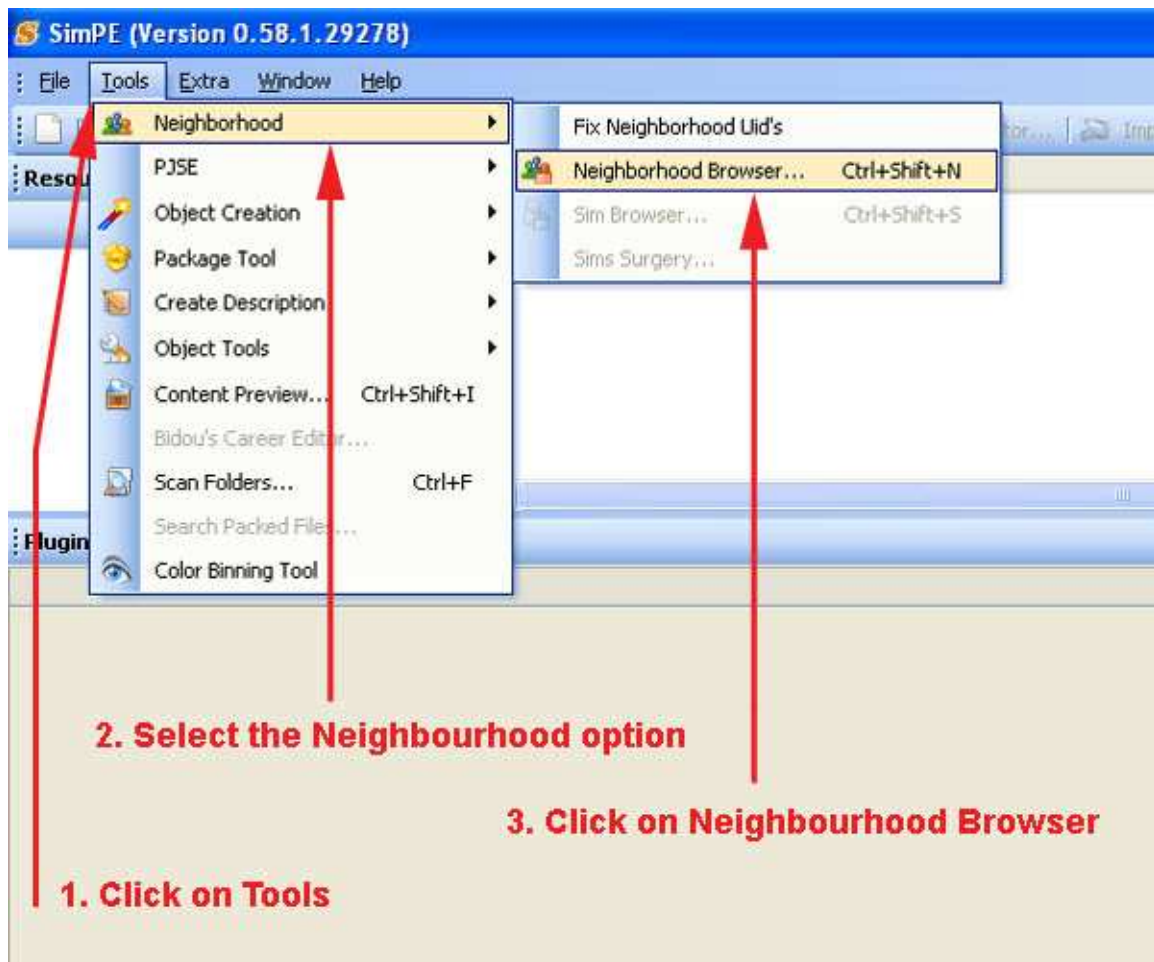 SimPE (Version 0.58.1.29278)
File Tools Extra Window Help
Neighborhood
Fix Neighborhood Uid's
PJSE
Neighborhood Browser... Ctrl+Shift+N
Object Creation
Sim Browser... Ctrl+Shift+S
Package Tool
Sims Surgery...
Create Description
Object Tools
Content Preview... Ctrl+Shift+I
Bidou's Career Editor...
Scan Folders... Ctrl+F
Search Packed Files...
Plugin
Color Binning Tool
2. Select the Neighbourhood option
3. Click on Neighbourhood Browser
1. Click on Tools